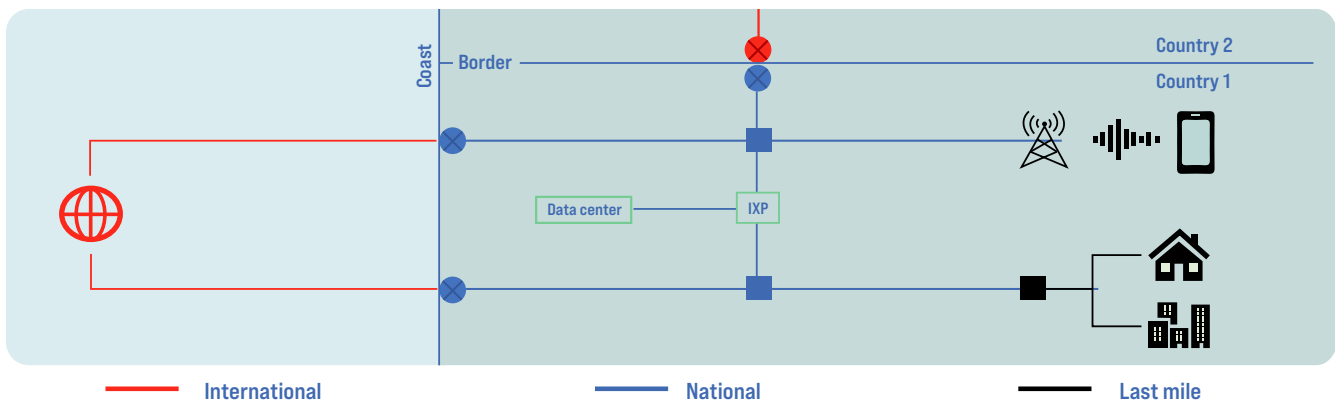 Coast
Border
Country 2
Country 1
Data center
IXP
International
National
Last mile